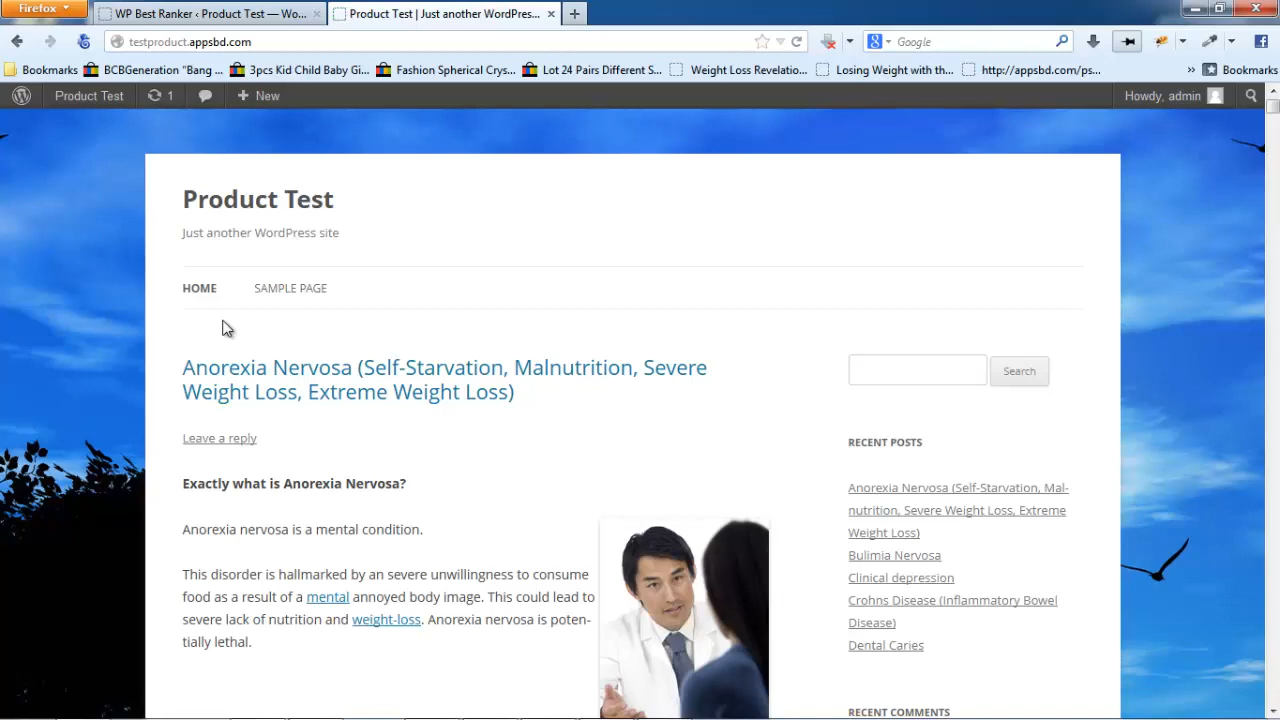 Firefox
WP Best Ranker ‹ Product Test — Wo...
Product Test | Just another WordPress...
testproduct.appsbd.com
Google
Bookmarks
BCBGeneration "Bang ...
3pcs Kid Child Baby Gi...
Fashion Spherical Crys...
Lot 24 Pairs Different S...
Weight Loss Revelatio...
Losing Weight with th...
http://appsbd.com/ps...
Bookmarks
Product Test
1
New
Howdy, admin
Product Test
Just another WordPress site
HOME
SAMPLE PAGE
Anorexia Nervosa (Self-Starvation, Malnutrition, Severe
Weight Loss, Extreme Weight Loss)
Leave a reply
Exactly what is Anorexia Nervosa?
Anorexia nervosa is a mental condition.
This disorder is hallmarked by an severe unwillingness to consume
food as a result of a mental annoyed body image. This could lead to
severe lack of nutrition and weight-loss. Anorexia nervosa is poten-
tially lethal.
Search
RECENT POSTS
Anorexia Nervosa (Self-Starvation, Mal-
nutrition, Severe Weight Loss, Extreme
Weight Loss)
Bulimia Nervosa
Clinical depression
Crohns Disease (Inflammatory Bowel
Disease)
Dental Caries
RECENT COMMENTS